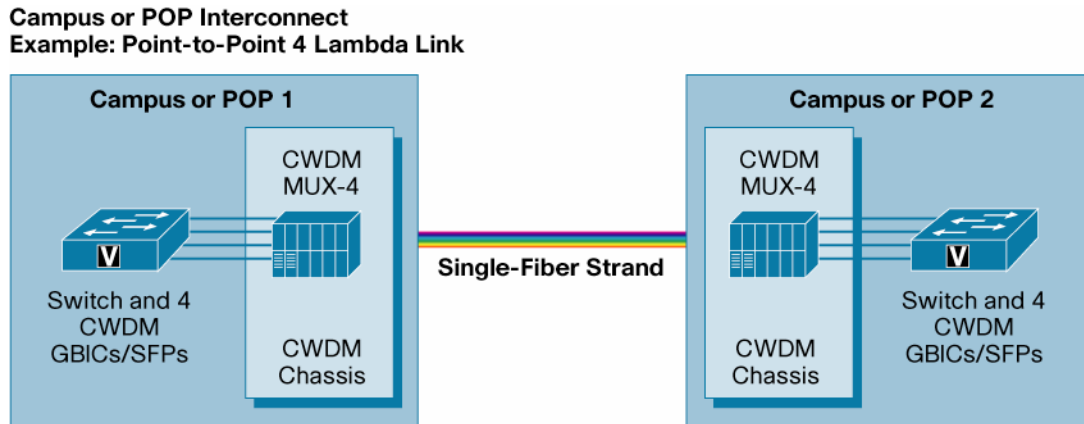 Campus or POP Interconnect
Example: Point-to-Point 4 Lambda Link
Campus or POP 1
CWDM
MUX-4
V
Switch and 4
CWDM
GBICs/SFPs
CWDM
Chassis
Single-Fiber Strand
Campus or POP 2
CWDM
MUX-4
V
CWDM
Chassis
Switch and 4
CWDM
GBICs/SFPs